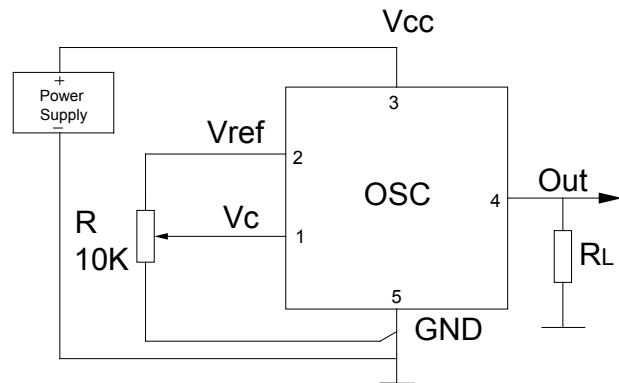 Vcc
+
Power
Supply
−
3
Vref
2
OSC
Out
4
R
10K
Vc
1
RL
5
GND